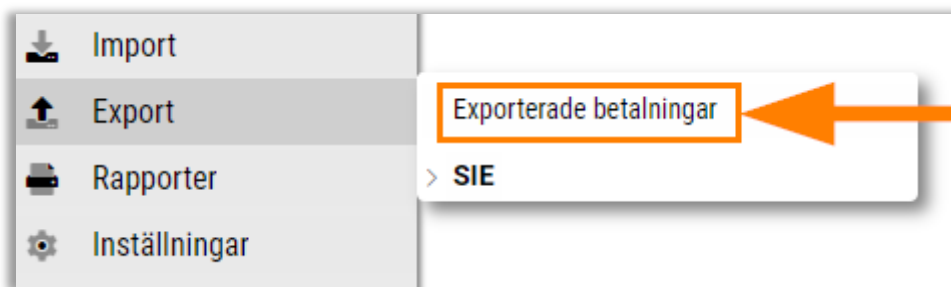 Import
Export
Exporterade betalningar
Rapporter
> SIE
Inställningar